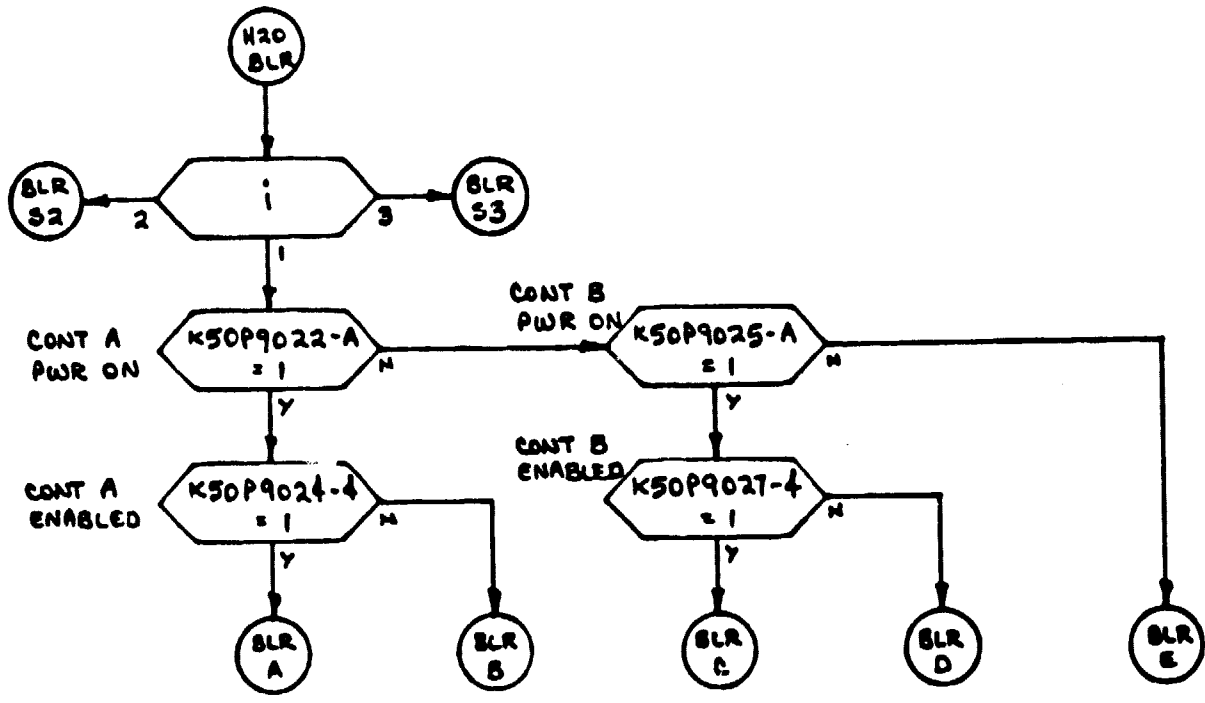 H20
BLR
BLR
S2
2
i
3
BLR
S3
1
CONT A
PWR ON
K50P9022-A
= 1
N
Y
CONT B
PWR ON
K50P9025-A
= 1
N
Y
CONT A
ENABLED
K50P9024-4
= 1
N
Y
CONT B
ENABLED
K50P9027-4
= 1
N
Y
BLR
A
BLR
B
BLR
C
BLR
D
BLR
E